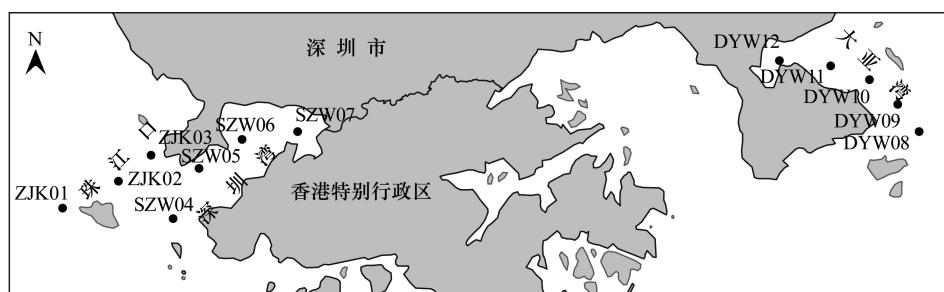 N
深圳市
大亚湾
DYW12
DYW11
DYW10
DYW09
DYW08
SZW07
SZW06
ZJK03
SZW05
珠江口
ZJK02
ZJK01
SZW04
深圳湾
香港特别行政区